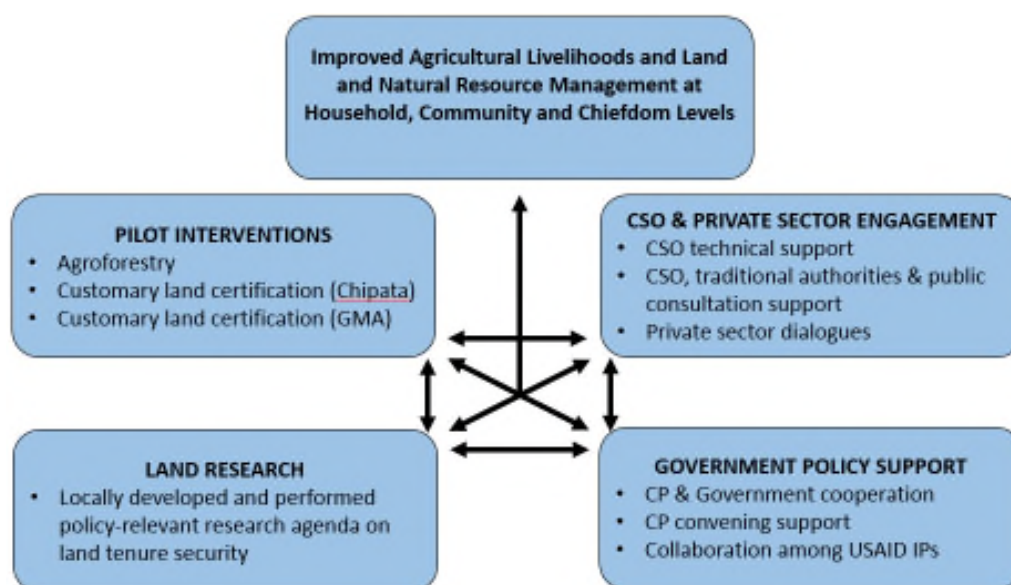 Improved Agricultural Livelihoods and Land
and Natural Resource Management at
Household, Community and Chiefdom Levels
PILOT INTERVENTIONS
• Agroforestry
• Customary land certification (Chipata)
• Customary land certification (GMA)
CSO & PRIVATE SECTOR ENGAGEMENT
• CSO technical support
• CSO, traditional authorities & public
consultation support
• Private sector dialogues
LAND RESEARCH
• Locally developed and performed
policy-relevant research agenda on
land tenure security
GOVERNMENT POLICY SUPPORT
• CP & Government cooperation
• CP convening support
• Collaboration among USAID IPs